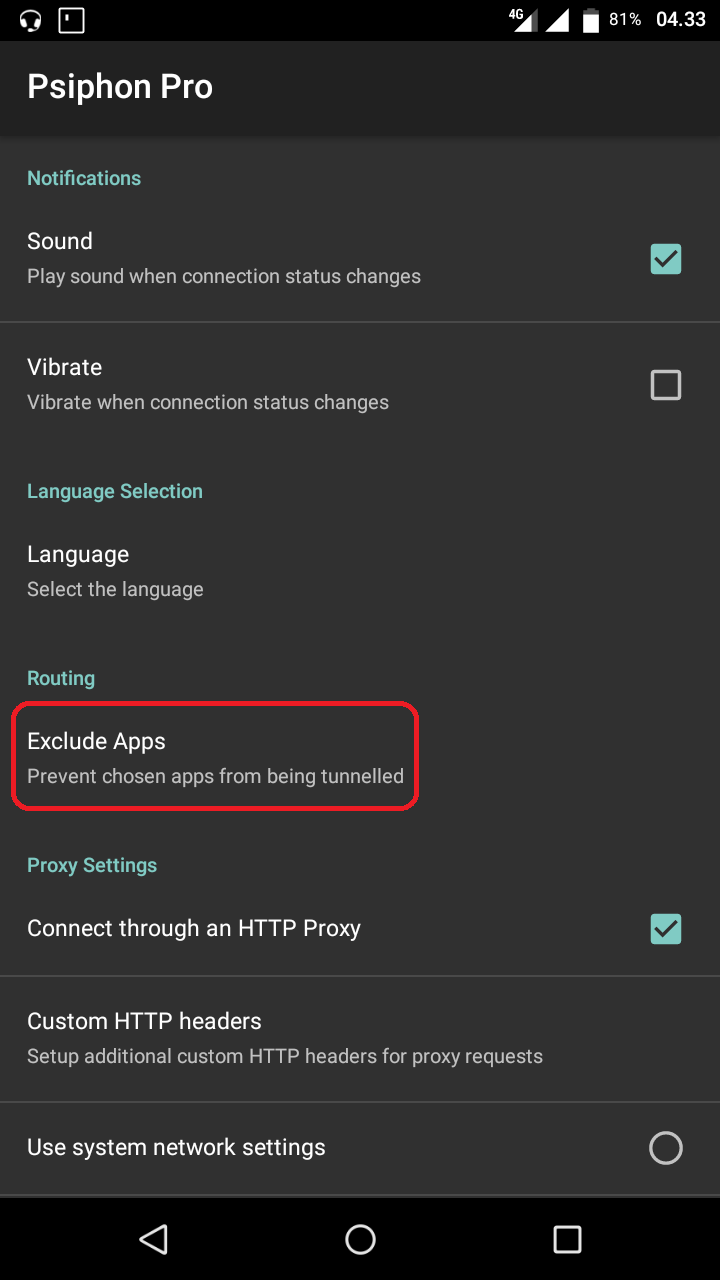 4G 81% 04.33
Psiphon Pro
Notifications
Sound
Play sound when connection status changes
Vibrate
Vibrate when connection status changes
Language Selection
Language
Select the language
Routing
Exclude Apps
Prevent chosen apps from being tunnelled
Proxy Settings
Connect through an HTTP Proxy
Custom HTTP headers
Setup additional custom HTTP headers for proxy requests
Use system network settings